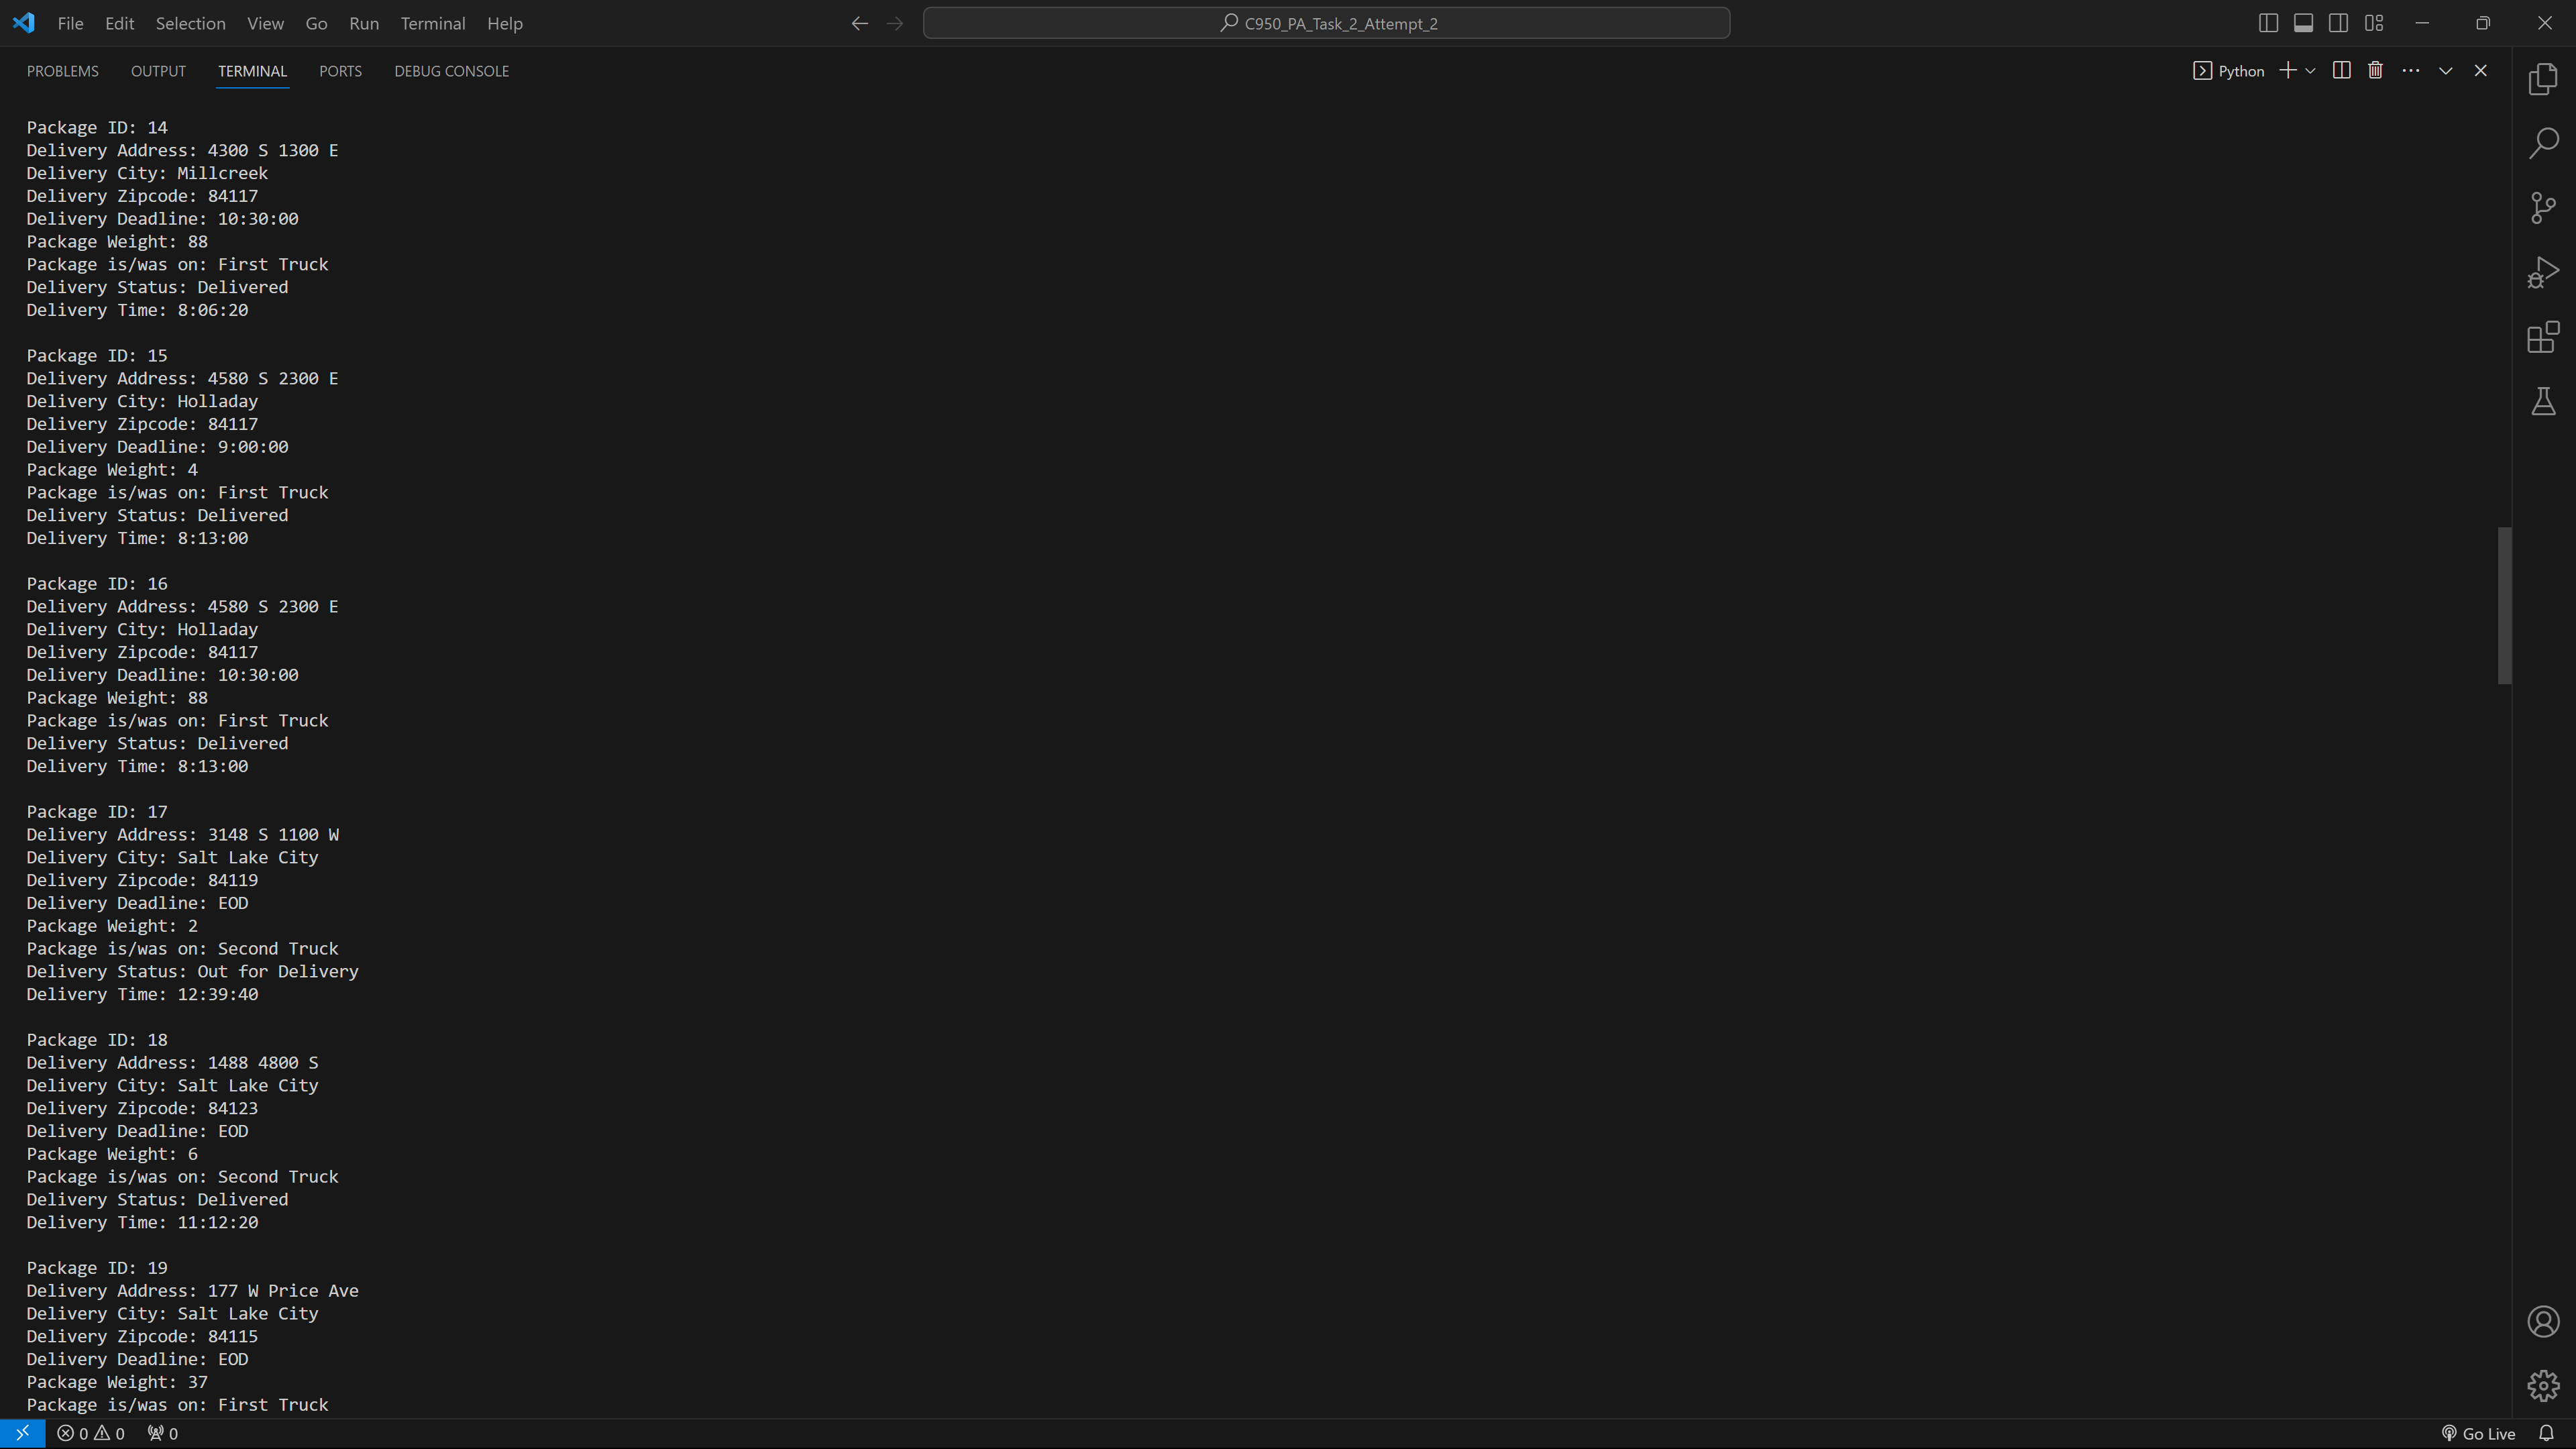 File Edit Selection View Go Run Terminal Help
C950_PA_Task_2_Attempt_2
PROBLEMS OUTPUT TERMINAL PORTS DEBUG CONSOLE
Python
Package ID: 14
Delivery Address: 4300 S 1300 E
Delivery City: Millcreek
Delivery Zipcode: 84117
Delivery Deadline: 10:30:00
Package Weight: 88
Package is/was on: First Truck
Delivery Status: Delivered
Delivery Time: 8:06:20
Package ID: 15
Delivery Address: 4580 S 2300 E
Delivery City: Holladay
Delivery Zipcode: 84117
Delivery Deadline: 9:00:00
Package Weight: 4
Package is/was on: First Truck
Delivery Status: Delivered
Delivery Time: 8:13:00
Package ID: 16
Delivery Address: 4580 S 2300 E
Delivery City: Holladay
Delivery Zipcode: 84117
Delivery Deadline: 10:30:00
Package Weight: 88
Package is/was on: First Truck
Delivery Status: Delivered
Delivery Time: 8:13:00
Package ID: 17
Delivery Address: 3148 S 1100 W
Delivery City: Salt Lake City
Delivery Zipcode: 84119
Delivery Deadline: EOD
Package Weight: 2
Package is/was on: Second Truck
Delivery Status: Out for Delivery
Delivery Time: 12:39:40
Package ID: 18
Delivery Address: 1488 4800 S
Delivery City: Salt Lake City
Delivery Zipcode: 84123
Delivery Deadline: EOD
Package Weight: 6
Package is/was on: Second Truck
Delivery Status: Delivered
Delivery Time: 11:12:20
Package ID: 19
Delivery Address: 177 W Price Ave
Delivery City: Salt Lake City
Delivery Zipcode: 84115
Delivery Deadline: EOD
Package Weight: 37
Package is/was on: First Truck
0 0 0
Go Live